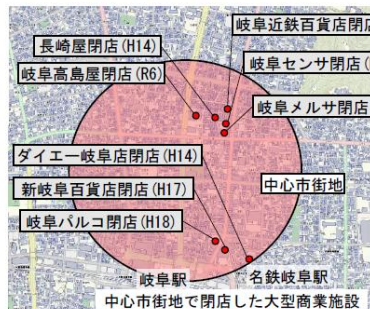 長崎屋閉店(H14)
岐阜近鉄百貨店閉店
岐阜高島屋閉店(R6)
岐阜センサ閉店(
岐阜メルサ閉店
ダイエー岐阜店閉店(H14)
新岐阜百貨店閉店(H17)
中心市街地
岐阜パルコ閉店(H18)
岐阜駅
名鉄岐阜駅
中心市街地で閉店した大型商業施設